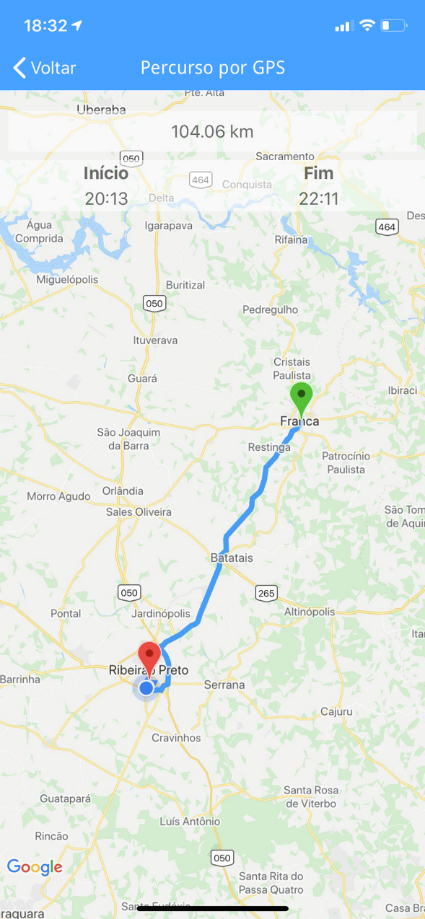 18:32
Voltar
Percurso por GPS
Pte. Alta
Uberaba
104.06 km
050
Sacramento
Início
Fim
464
Conquista
20:13
22:11
Delta
Água
Comprida
Igarapava
464
Rifaina
Miguelópolis
Buritizal
050
Pedregulho
Ituverava
Cristais
Paulista
Guará
Ibiraci
Franca
São Joaquim
da Barra
Restinga
Patrocínio
Paulista
Orlândia
Morro Agudo
Sales Oliveira
São Tom
de Aquin
Batatais
050
265
Pontal
Jardinópolis
Altinópolis
Ribeirão Preto
Barrinha
Serrana
Cajuru
Cravinhos
Santa Rosa
de Viterbo
Guatapará
Luís Antônio
Rincão
050
Google
Santa Rita do
Passa Quatro
Santa Eudóxia
araguara
Casa Bra